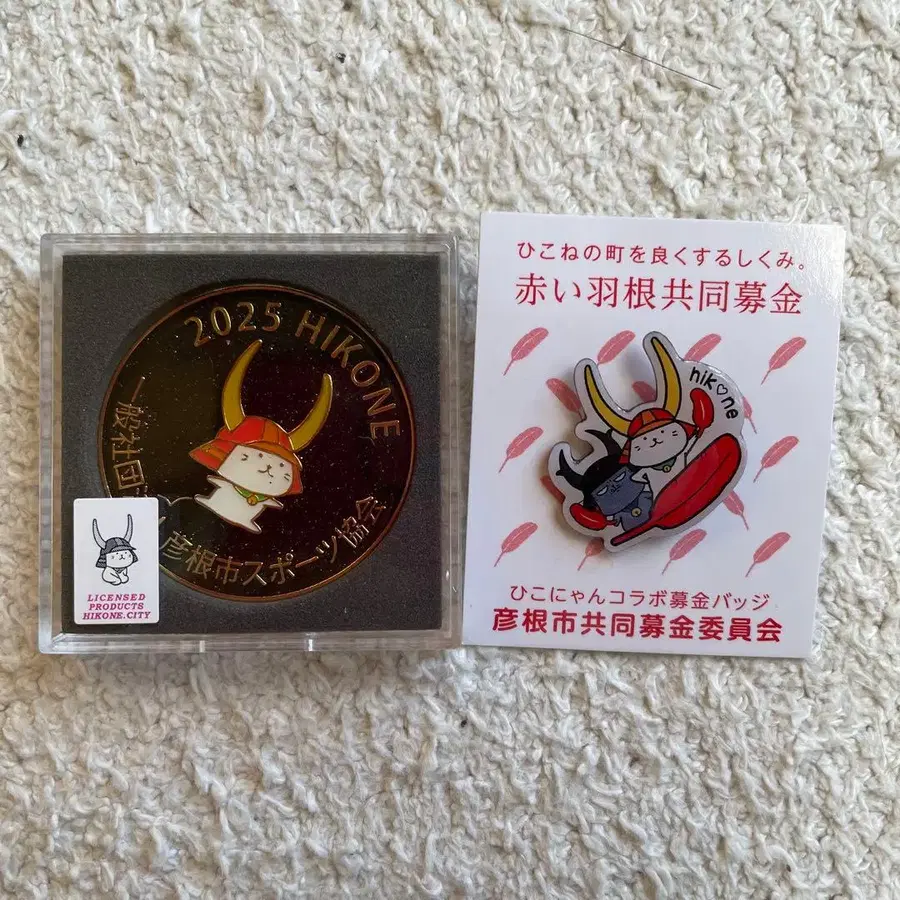 2025 HIKONE
一般社団
彦根市スポーツ協会
LICENSED
PRODUCTS
HIKONE.CITY
ひこねの町を良くするしくみ。
赤い羽根共同募金
hik♡ne
ひこにゃんコラボ募金バッジ
彦根市共同募金委員会